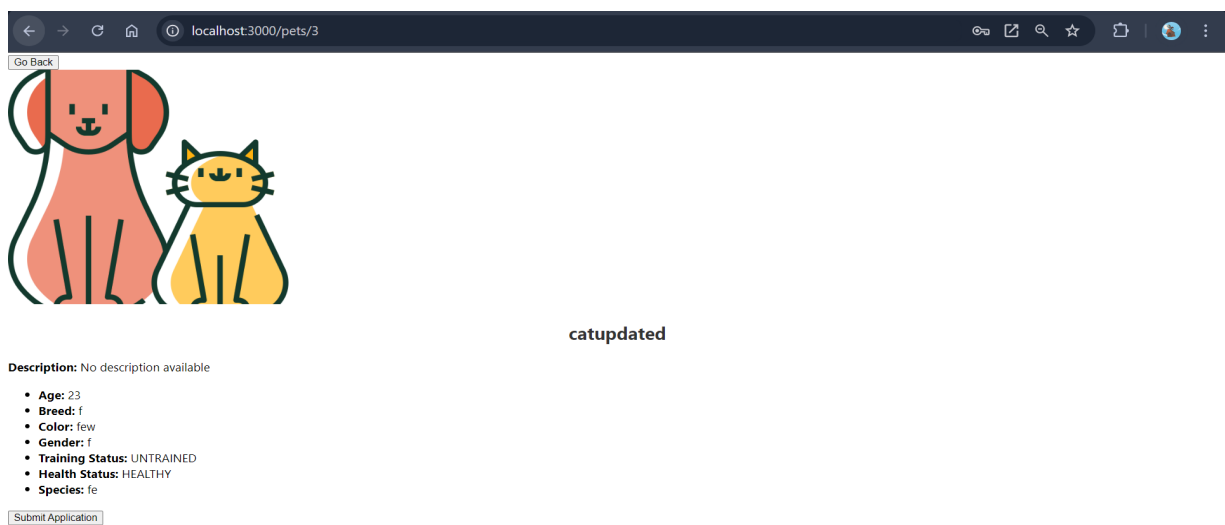 localhost:3000/pets/3
Go Back
catupdated
Description: No description available
Age: 23
Breed: f
Color: few
Gender: f
Training Status: UNTRAINED
Health Status: HEALTHY
Species: fe
Submit Application